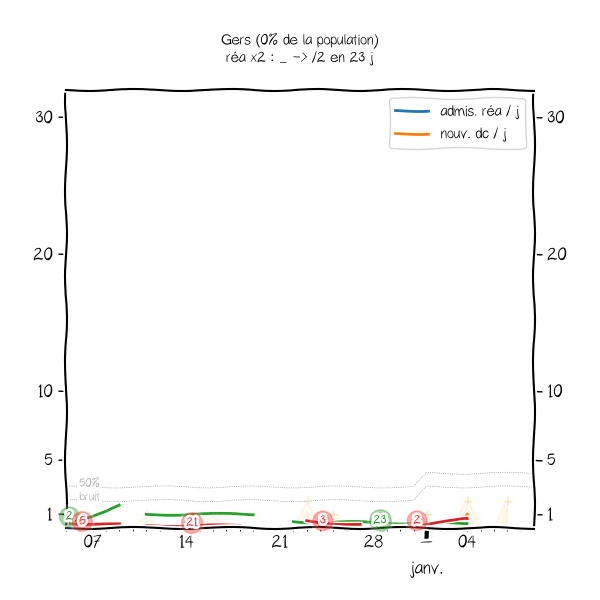 Gers (0% de la population)
réa x2 : _ -> /2 en 23 j
admis. réa / j
nouv. dc / j
30 30
20 20
10 10
5 5
50%
bruit
1 1
2 6 21 3 23 2
07 14 21 28 _ 04
janv.